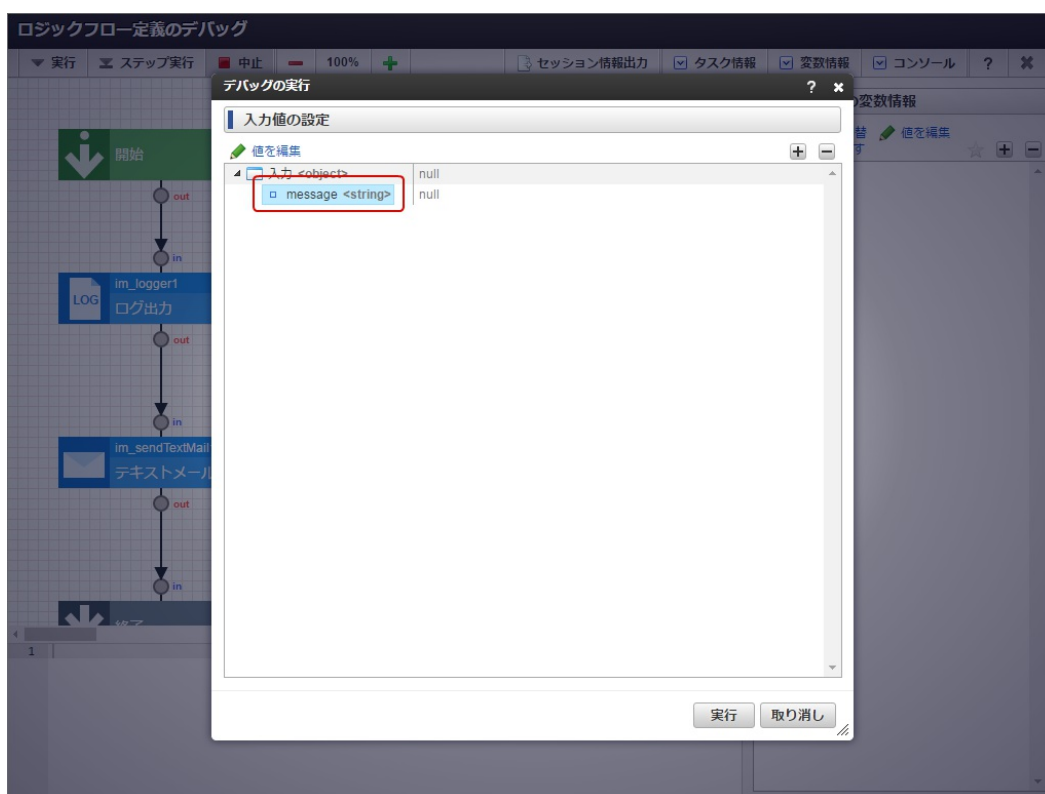 ロジックフロー定義のデバッグ
実行 ステップ実行 中止 100% セッション情報出力 タスク情報 変数情報 コンソール ?
デバッグの実行 ?
変数情報
入力値の設定
値を編集
値を編集
入力 <object> null
message <string> null
開始
out
in
im_logger1
LOG
ログ出力
out
in
im_sendTextMail
テキストメール
out
in
終了
1
実行 取り消し